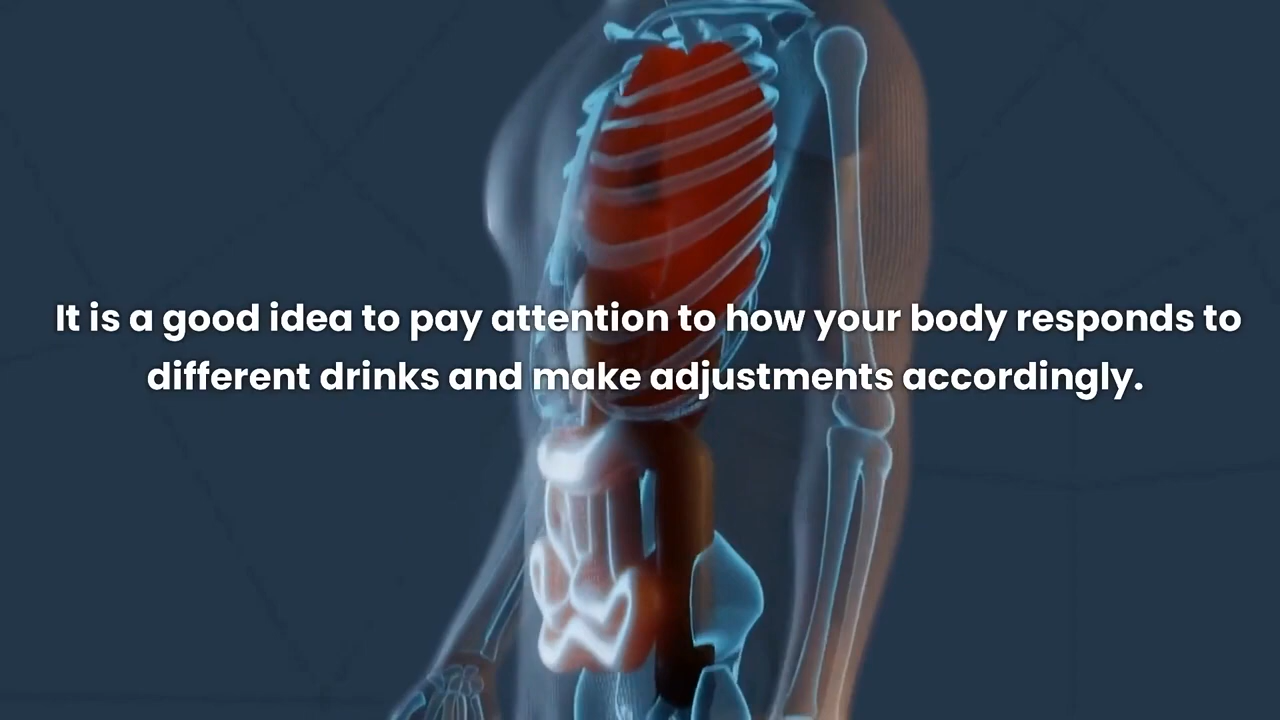 It is a good idea to pay attention to how your body responds to
different drinks and make adjustments accordingly.